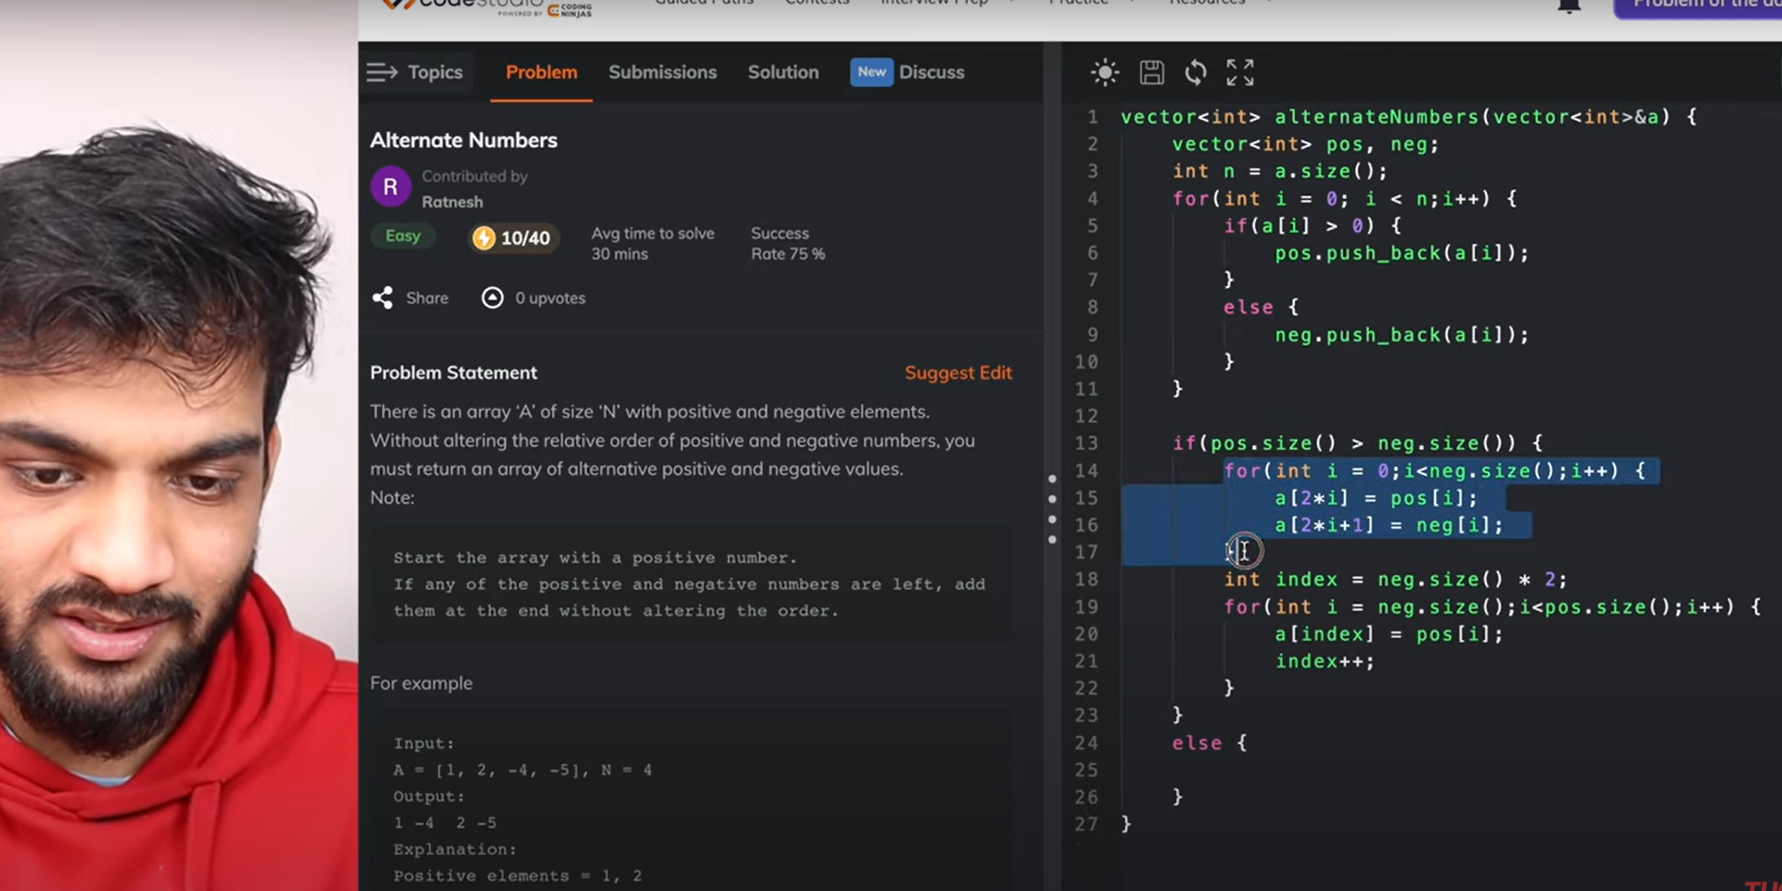 codestudio
POWERED BY CODING NINJAS
Guided Paths Contests Interview Prep Practice Resources
Problem of the
Topics Problem Submissions Solution New Discuss
Alternate Numbers
R
Contributed by
Ratnesh
Easy 10/40
Avg time to solve
30 mins
Success
Rate 75 %
Share 0 upvotes
Problem Statement Suggest Edit
There is an array ‘A’ of size ‘N’ with positive and negative elements.
Without altering the relative order of positive and negative numbers, you
must return an array of alternative positive and negative values.
Note:
Start the array with a positive number.
If any of the positive and negative numbers are left, add
them at the end without altering the order.
For example
Input:
A = [1, 2, -4, -5], N = 4
Output:
1 -4 2 -5
Explanation:
Positive elements = 1, 2
1 vector<int> alternateNumbers(vector<int>&a) {
2 vector<int> pos, neg;
3 int n = a.size();
4 for(int i = 0; i < n;i++) {
5 if(a[i] > 0) {
6 pos.push_back(a[i]);
7 }
8 else {
9 neg.push_back(a[i]);
10 }
11 }
12
13 if(pos.size() > neg.size()) {
14 for(int i = 0;i<neg.size();i++) {
15 a[2*i] = pos[i];
16 a[2*i+1] = neg[i];
17 }
18 int index = neg.size() * 2;
19 for(int i = neg.size();i<pos.size();i++) {
20 a[index] = pos[i];
21 index++;
22 }
23 }
24 else {
25
26 }
27 }